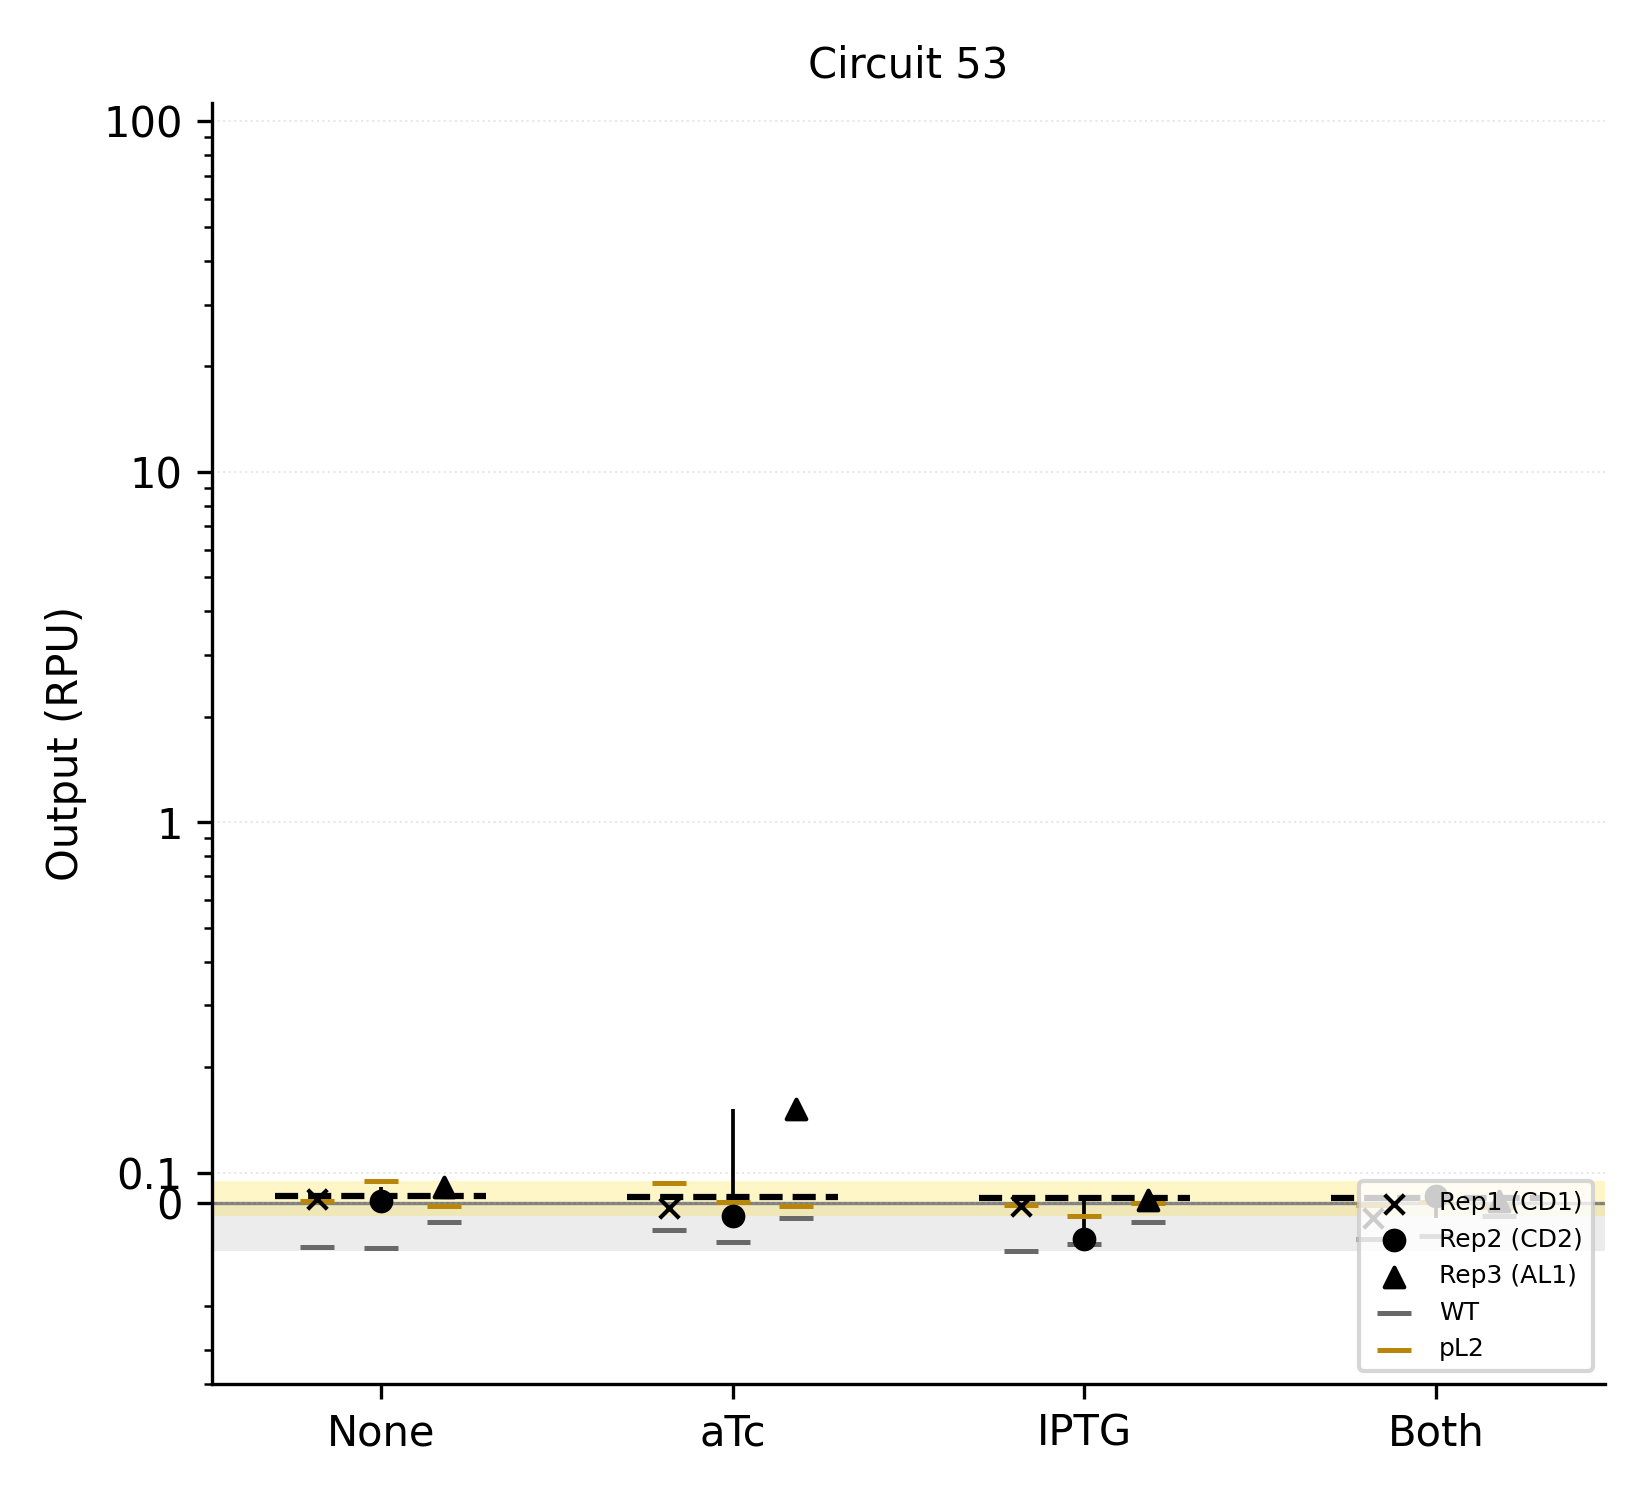 Circuit 53
Output (RPU)
100
10
1
0.1
0
None
aTc
IPTG
Both
Rep1 (CD1)
Rep2 (CD2)
Rep3 (AL1)
WT
pL2